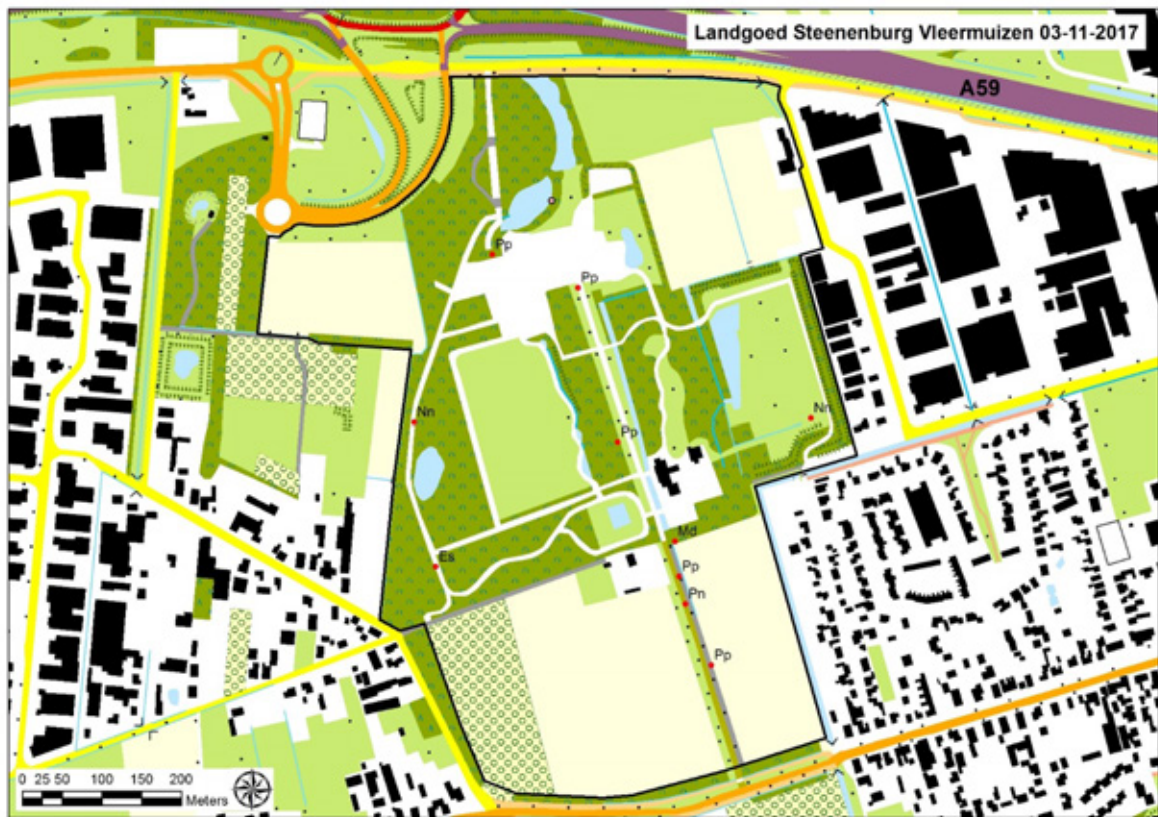 Landgoed Steenenburg Vleermuizen 03-11-2017
A59
Pp
Pp
Nn
Nn
Pp
Md
Es
Pp
Pn
Pp
0 25 50 100 150 200
Meters